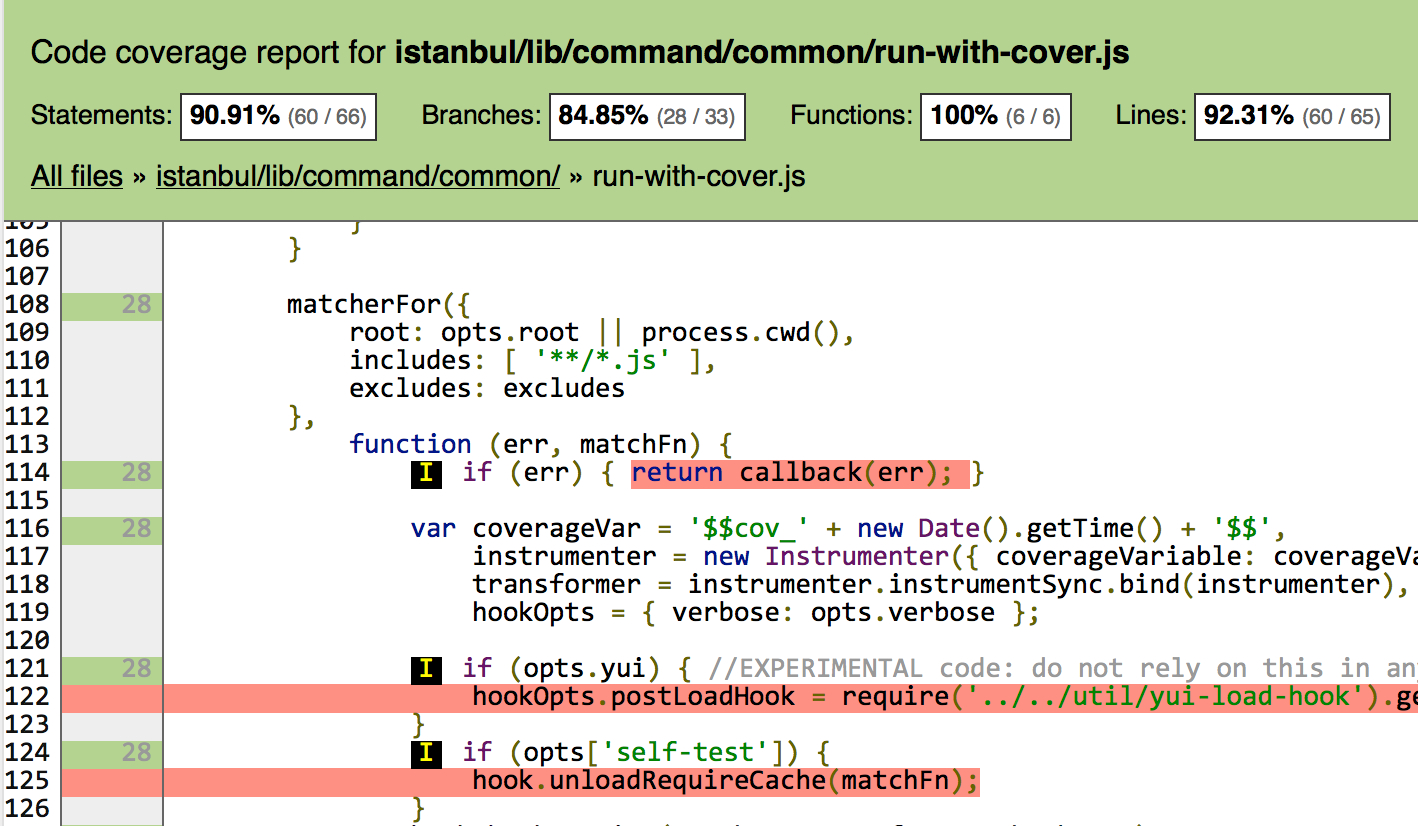 Code coverage report for istanbul/lib/command/common/run-with-cover.js
Statements: 90.91% (60 / 66) Branches: 84.85% (28 / 33) Functions: 100% (6 / 6) Lines: 92.31% (60 / 65)
All files » istanbul/lib/command/common/ » run-with-cover.js
105 }
106 }
107
108 28 matcherFor({
109 root: opts.root || process.cwd(),
110 includes: [ '**/*.js' ],
111 excludes: excludes
112 },
113 function (err, matchFn) {
114 28 I if (err) { return callback(err); }
115
116 28 var coverageVar = '$$cov_' + new Date().getTime() + '$$',
117 instrumenter = new Instrumenter({ coverageVariable: coverageVa
118 transformer = instrumenter.instrumentSync.bind(instrumenter),
119 hookOpts = { verbose: opts.verbose };
120
121 28 I if (opts.yui) { //EXPERIMENTAL code: do not rely on this in an
122 hookOpts.postLoadHook = require('../../util/yui-load-hook').ge
123 }
124 28 I if (opts['self-test']) {
125 hook.unloadRequireCache(matchFn);
126 }